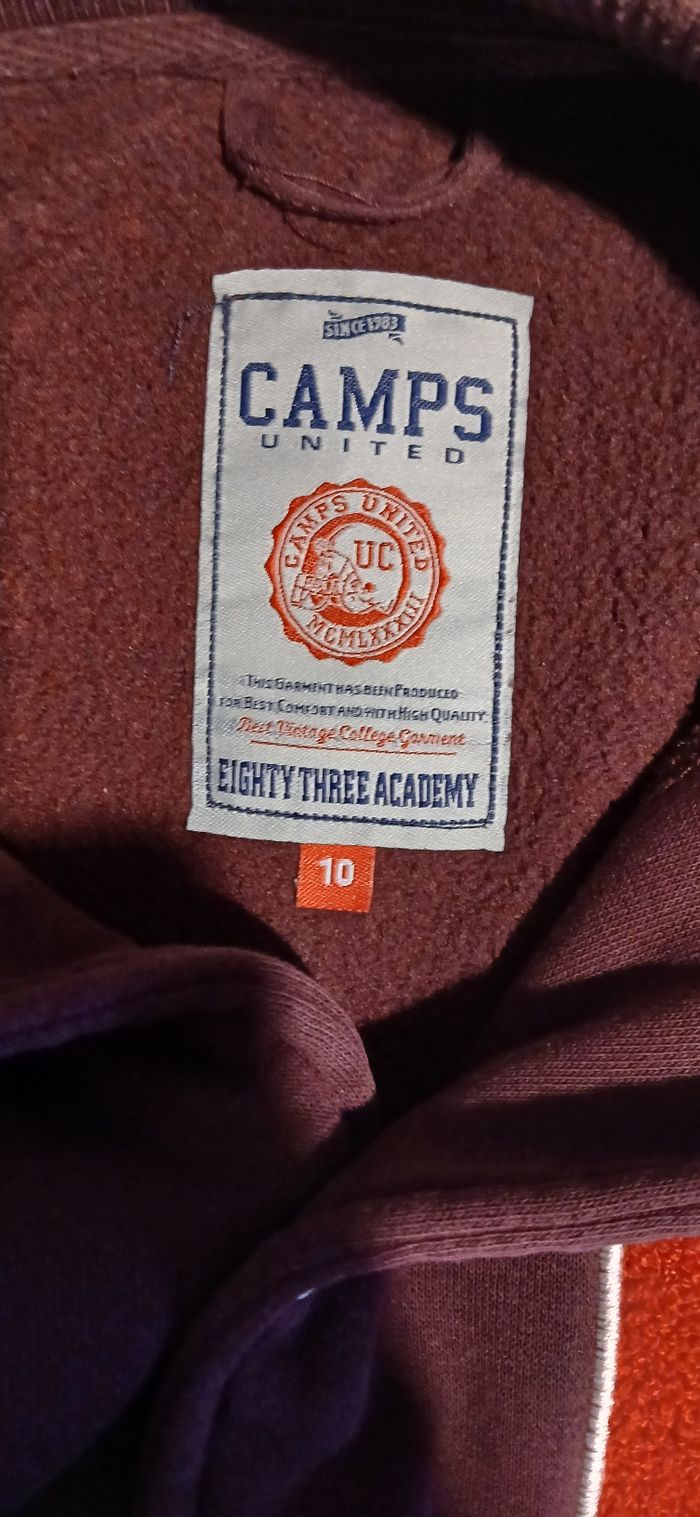 SINCE 1983
CAMPS
UNITED
CAMPS UNITED
UC
MCMLXXXIII
THIS GARMENT HAS BEEN PRODUCED
FOR BEST COMFORT AND WITH HIGH QUALITY
Best Vintage College Garment
EIGHTY THREE ACADEMY
10